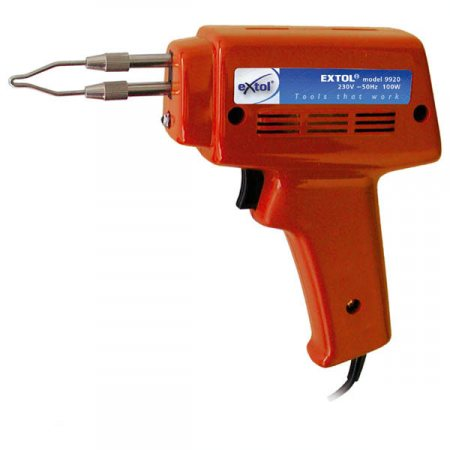 extol®
EXTOL® model 9920
230V ~50Hz 100W
Tools that work